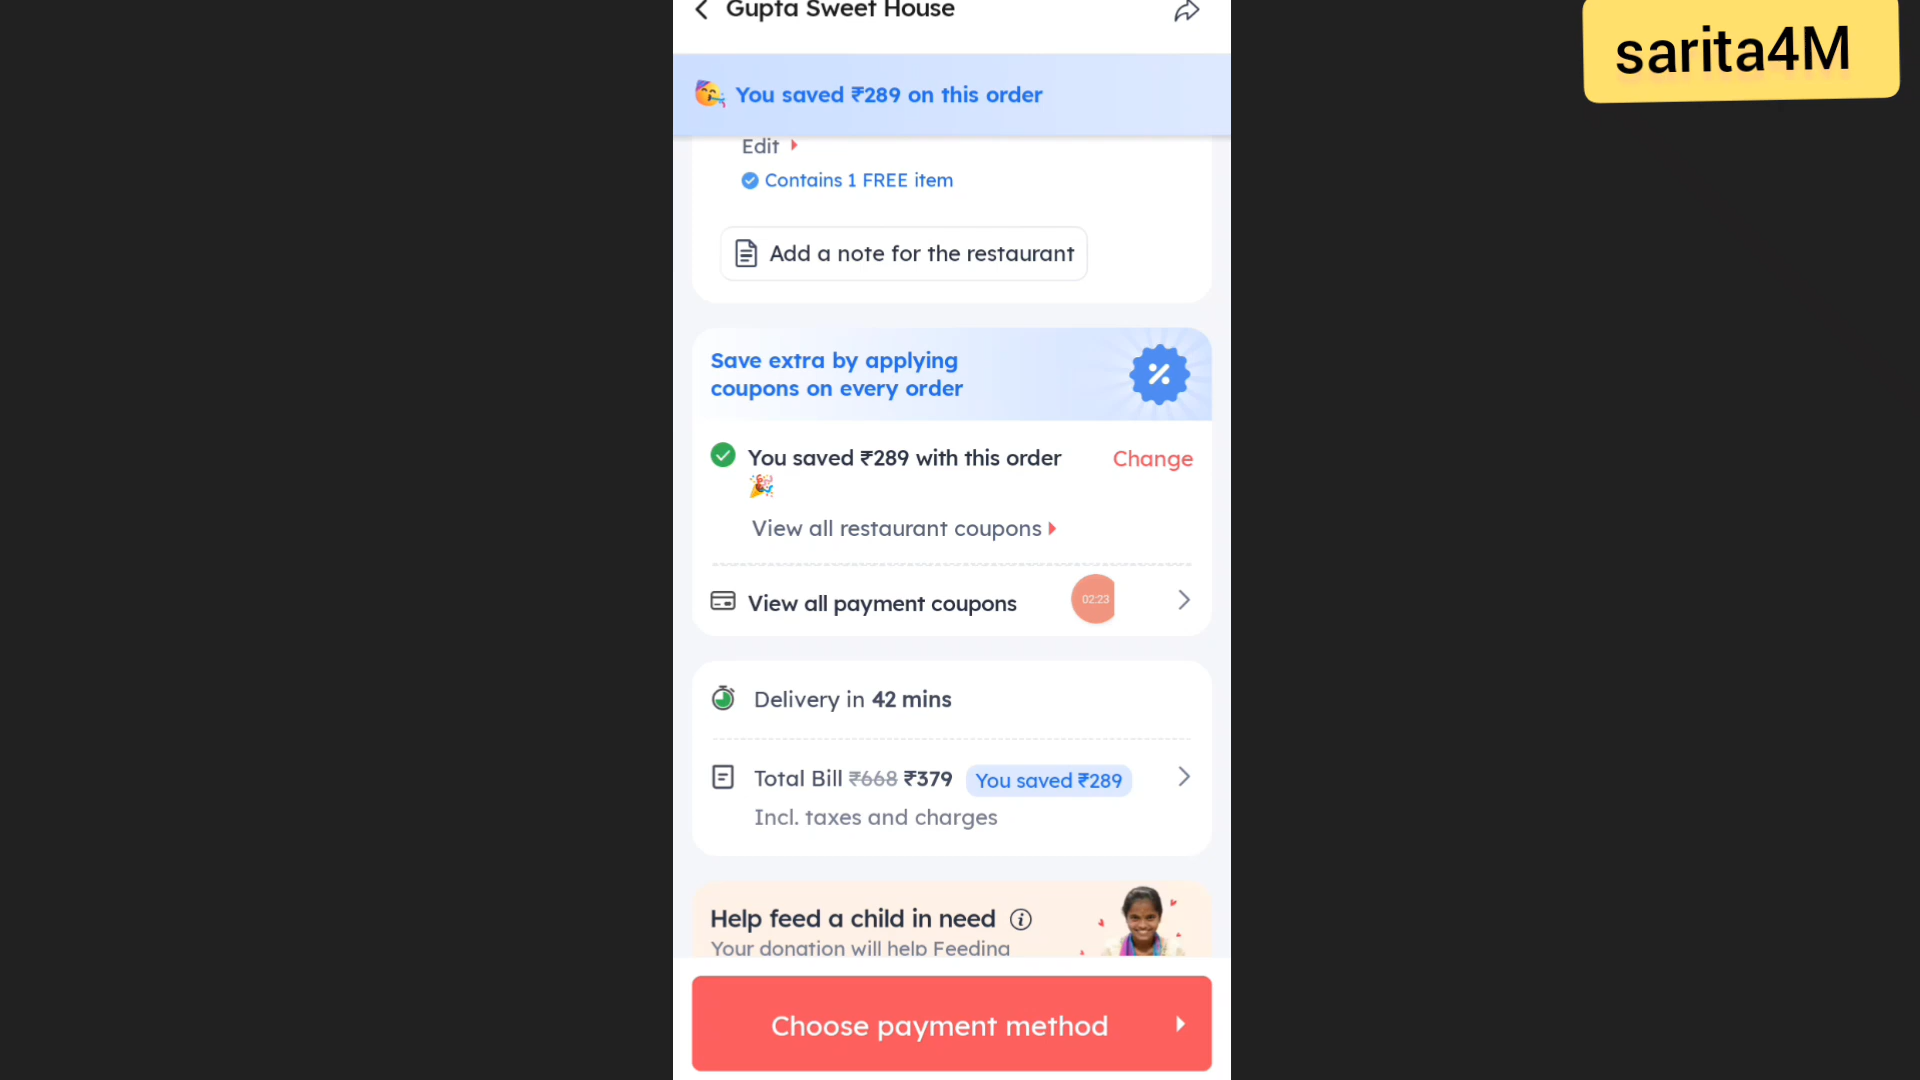 Gupta Sweet House
sarita4M
You saved ₹289 on this order
Edit
Contains 1 FREE item
Add a note for the restaurant
Save extra by applying
coupons on every order
You saved ₹289 with this order
Change
View all restaurant coupons
View all payment coupons
02:23
Delivery in 42 mins
Total Bill ₹668 ₹379 You saved ₹289
Incl. taxes and charges
Help feed a child in need
Your donation will help Feeding
Choose payment method